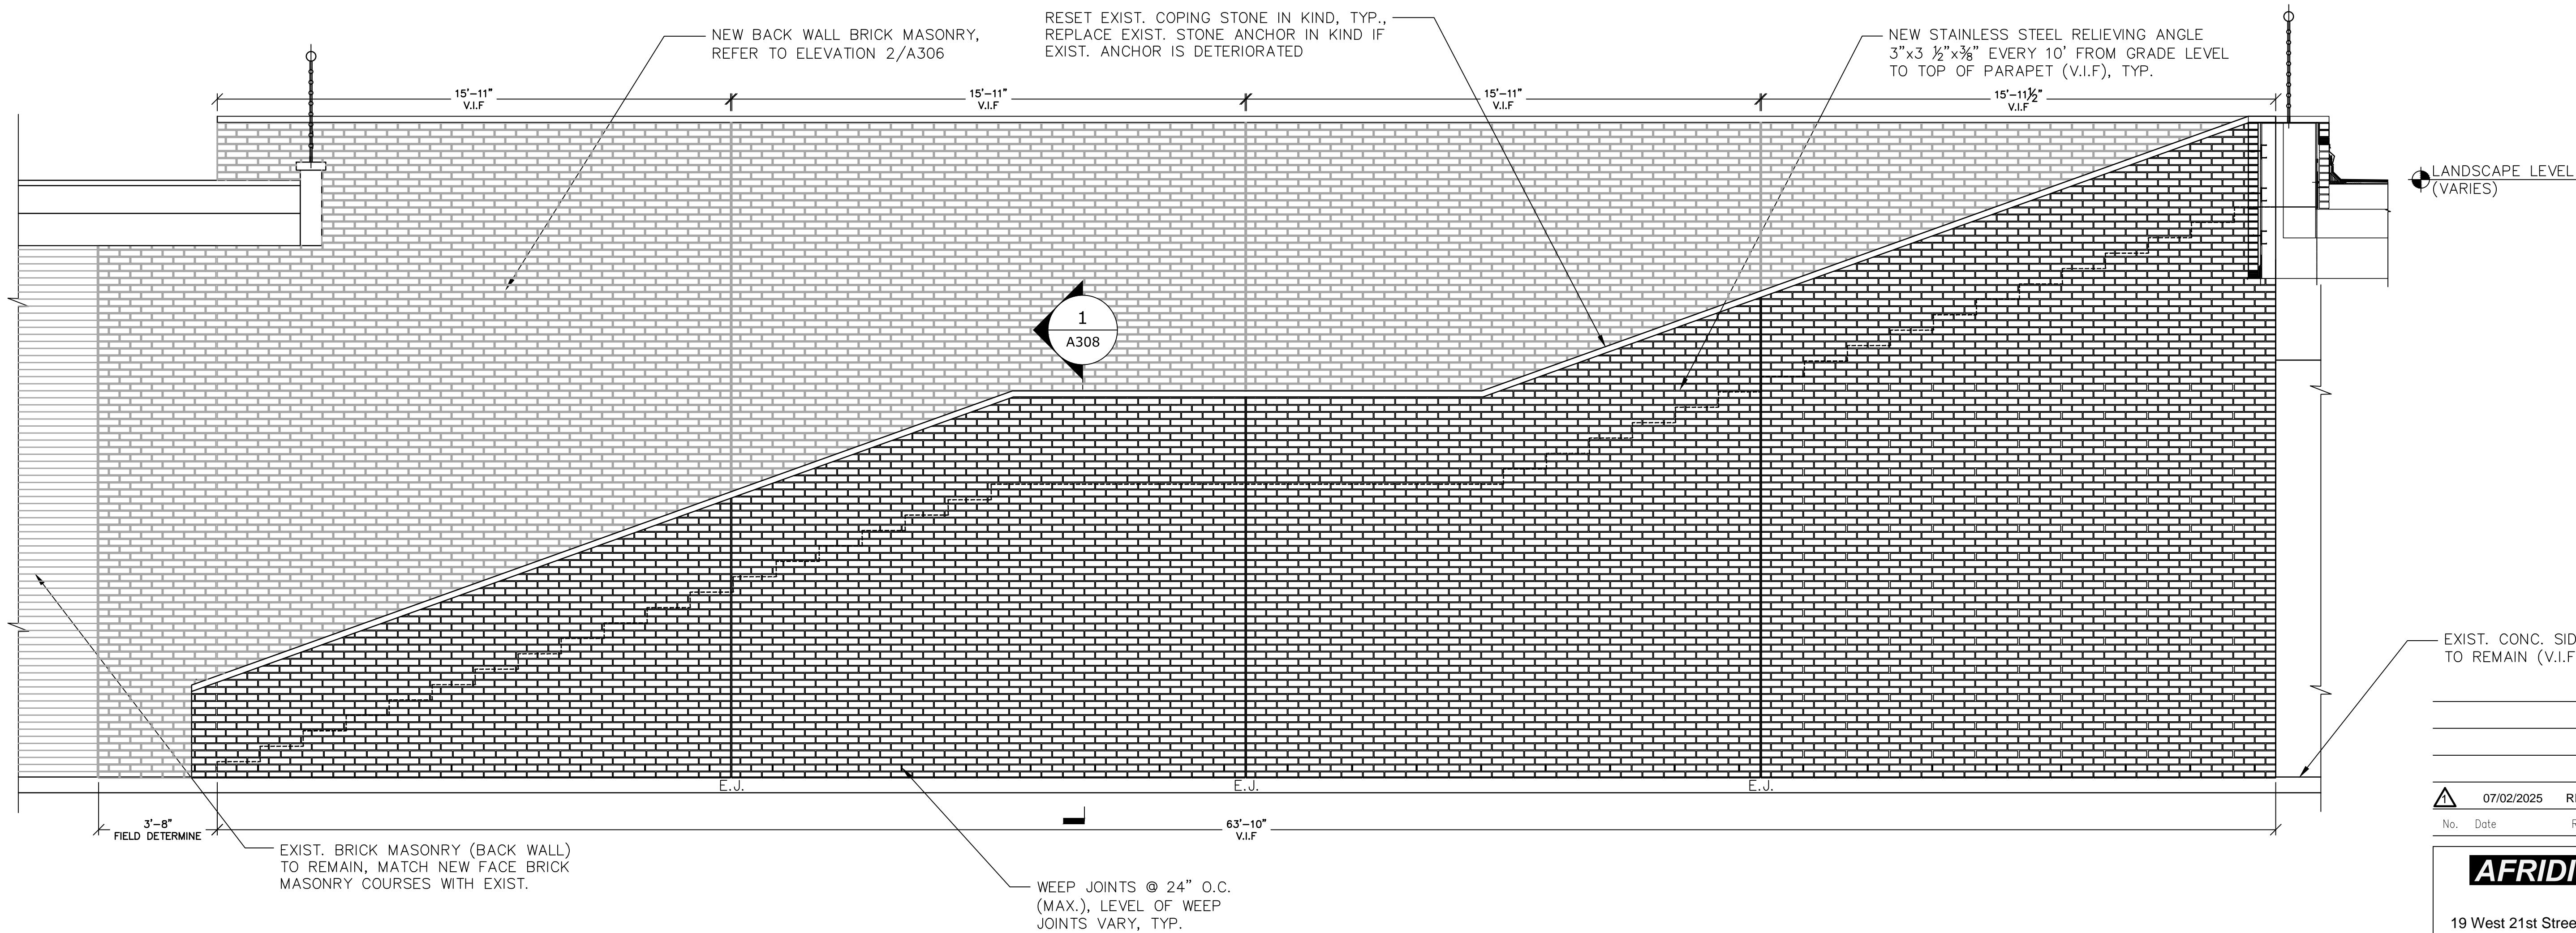 RESET EXIST. COPING STONE IN KIND, TYP.,
REPLACE EXIST. STONE ANCHOR IN KIND IF
EXIST. ANCHOR IS DETERIORATED
NEW BACK WALL BRICK MASONRY,
REFER TO ELEVATION 2/A306
NEW STAINLESS STEEL RELIEVING ANGLE
3"x3 ½"x⅜" EVERY 10' FROM GRADE LEVEL
TO TOP OF PARAPET (V.I.F), TYP.
15'-11"
V.I.F
15'-11"
V.I.F
15'-11"
V.I.F
15'-11½"
V.I.F
LANDSCAPE LEVEL
(VARIES)
1
A308
EXIST. CONC. SID
TO REMAIN (V.I.F
E.J.
E.J.
E.J.
3'-8"
FIELD DETERMINE
63'-10"
V.I.F
EXIST. BRICK MASONRY (BACK WALL)
TO REMAIN, MATCH NEW FACE BRICK
MASONRY COURSES WITH EXIST.
WEEP JOINTS @ 24" O.C.
(MAX.), LEVEL OF WEEP
JOINTS VARY, TYP.
1 07/02/2025
No. Date
AFRIDI
19 West 21st Stree